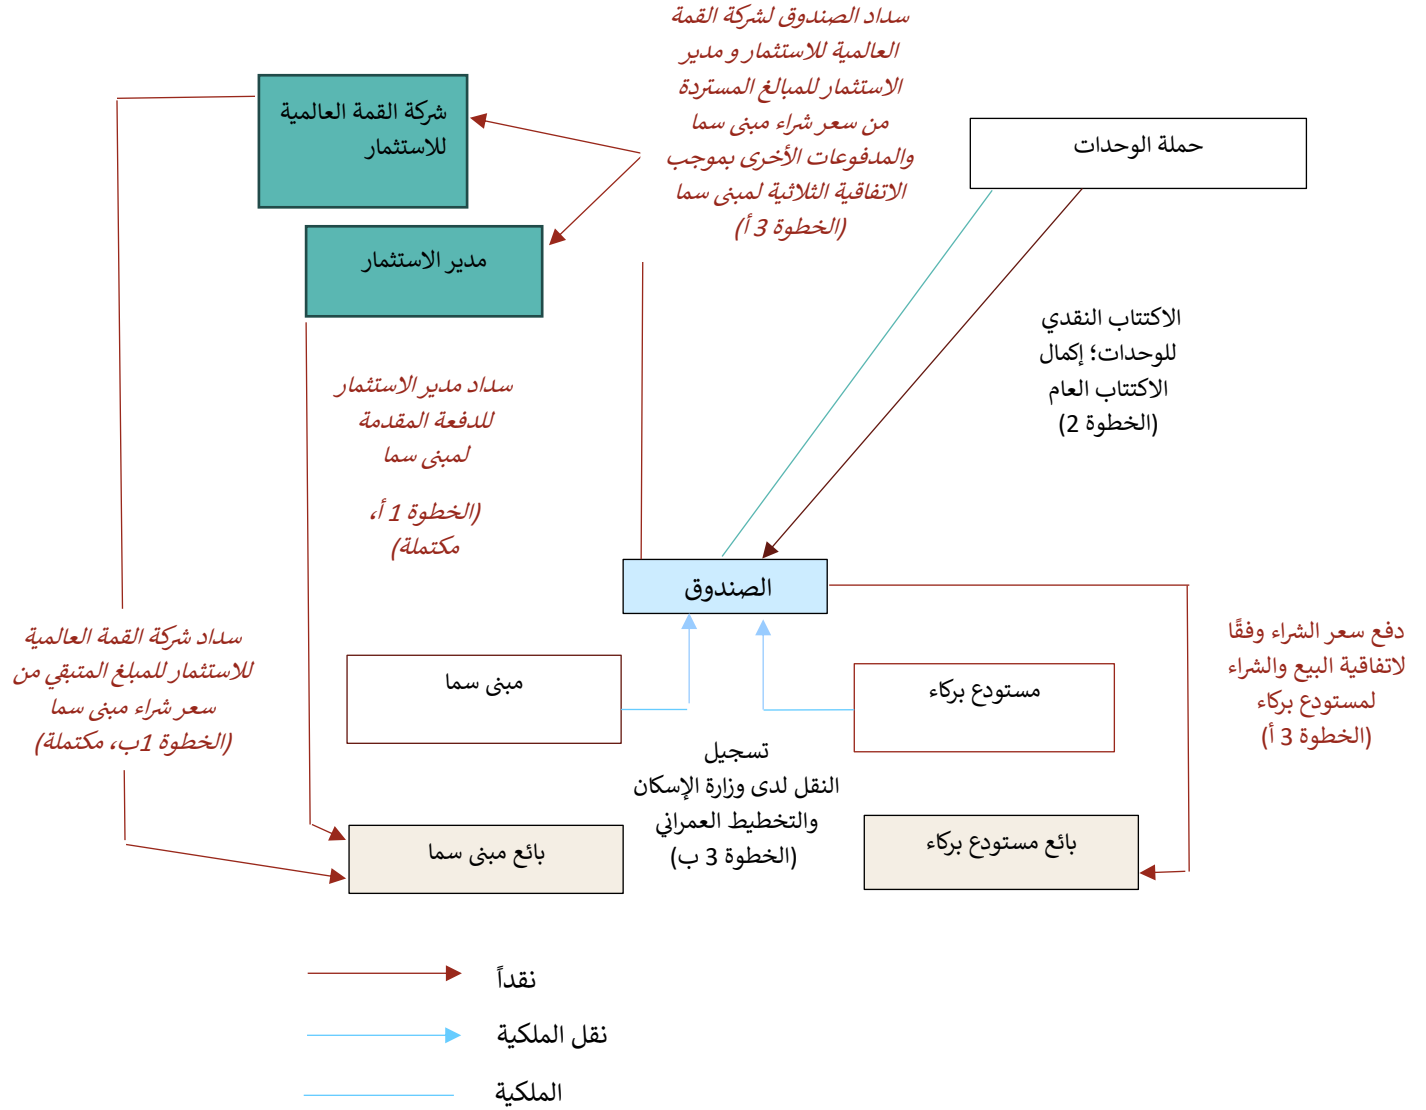 سداد الصندوق لشركة القمة
العالمية للاستثمار و مدير
الاستثمار للمبالغ المستردة
من سعر شراء مبنى سما
والمدفوعات الأخرى بموجب
الاتفاقية الثلاثية لمبنى سما
(الخطوة 3 أ)
شركة القمة العالمية
للاستثمار
حملة الوحدات
مدير الاستثمار
الاكتتاب النقدي
للوحدات؛ إكمال
الاكتتاب العام
(الخطوة 2)
سداد مدير الاستثمار
للدفعة المقدمة
لمبنى سما
(الخطوة 1 أ،
مكتملة)
الصندوق
دفع سعر الشراء وفقًا
لاتفاقية البيع والشراء
لمستودع بركاء
(الخطوة 3 أ)
سداد شركة القمة العالمية
للاستثمار للمبلغ المتبقي من
سعر شراء مبنى سما
(الخطوة 1ب، مكتملة)
مستودع بركاء
مبنى سما
تسجيل
النقل لدى وزارة الإسكان
والتخطيط العمراني
(الخطوة 3 ب)
بائع مستودع بركاء
بائع مبنى سما
نقداً
نقل الملكية
الملكية